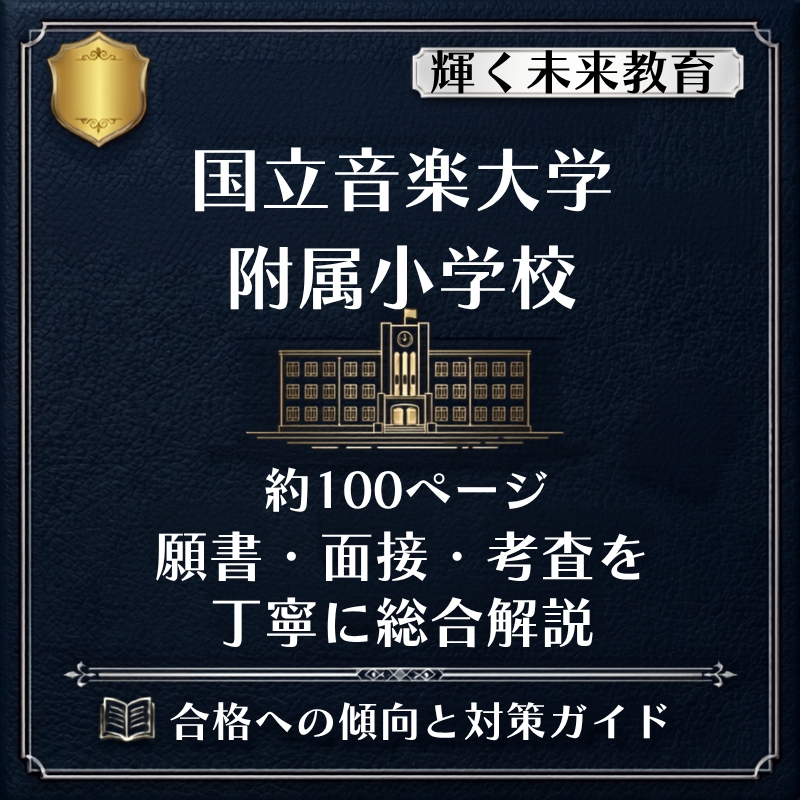 輝く未来教育
国立音楽大学
附属小学校
約100ページ
願書・面接・考査を
丁寧に総合解説
合格への傾向と対策ガイド